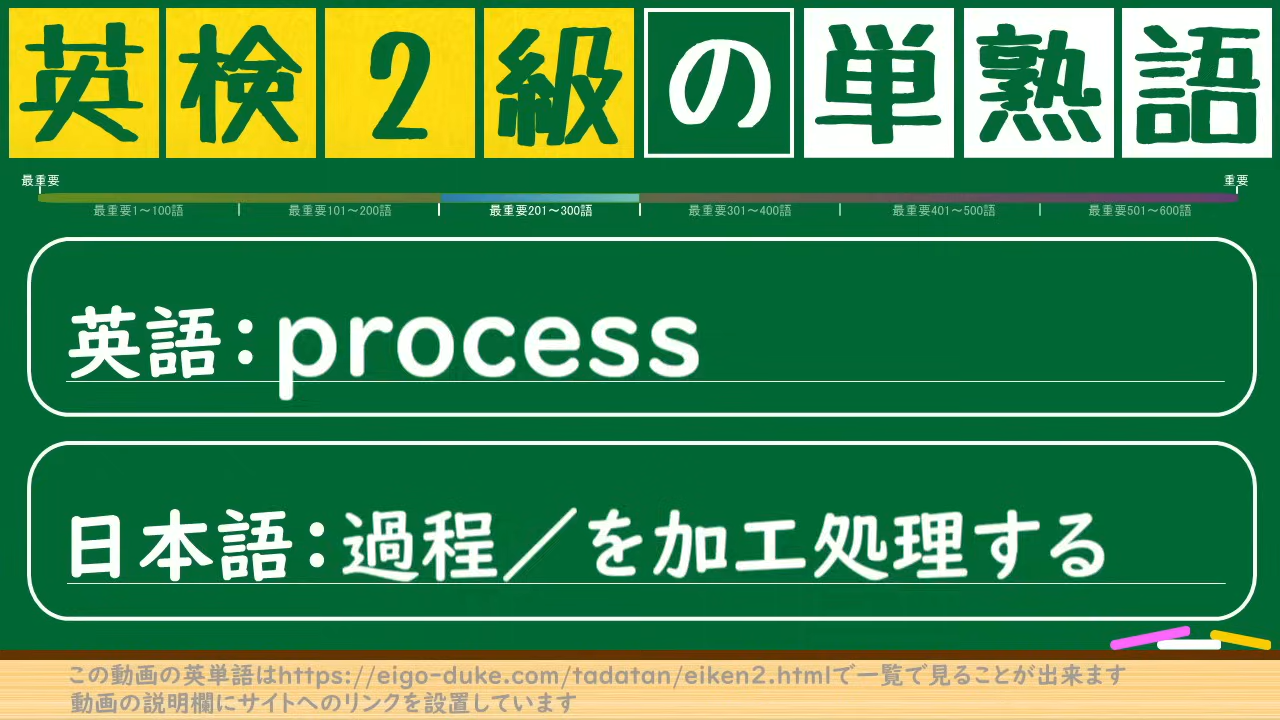 英検2級の単熟語
最重要 重要
最重要1～100語 最重要101～200語 最重要201～300語 最重要301～400語 最重要401～500語 最重要501～600語
英語：process
日本語：過程／を加工処理する
この動画の英単語はhttps://eigo-duke.com/tadatan/eiken2.htmlで一覧で見ることが出来ます
動画の説明欄にサイトへのリンクを設置しています